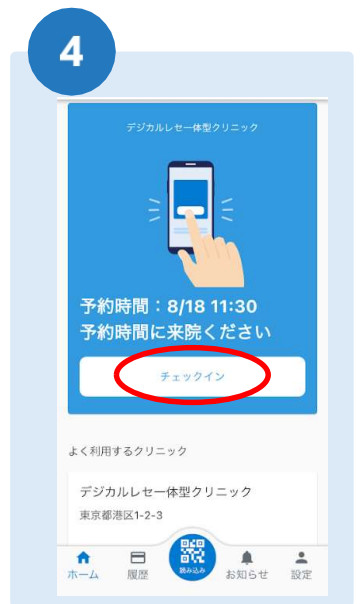 4
デジカルレセ一体型クリニック
予約時間：8/18 11:30
予約時間に来院ください
チェックイン
よく利用するクリニック
デジカルレセ一体型クリニック
東京都港区1-2-3
ホーム
履歴
読み込み
お知らせ
設定